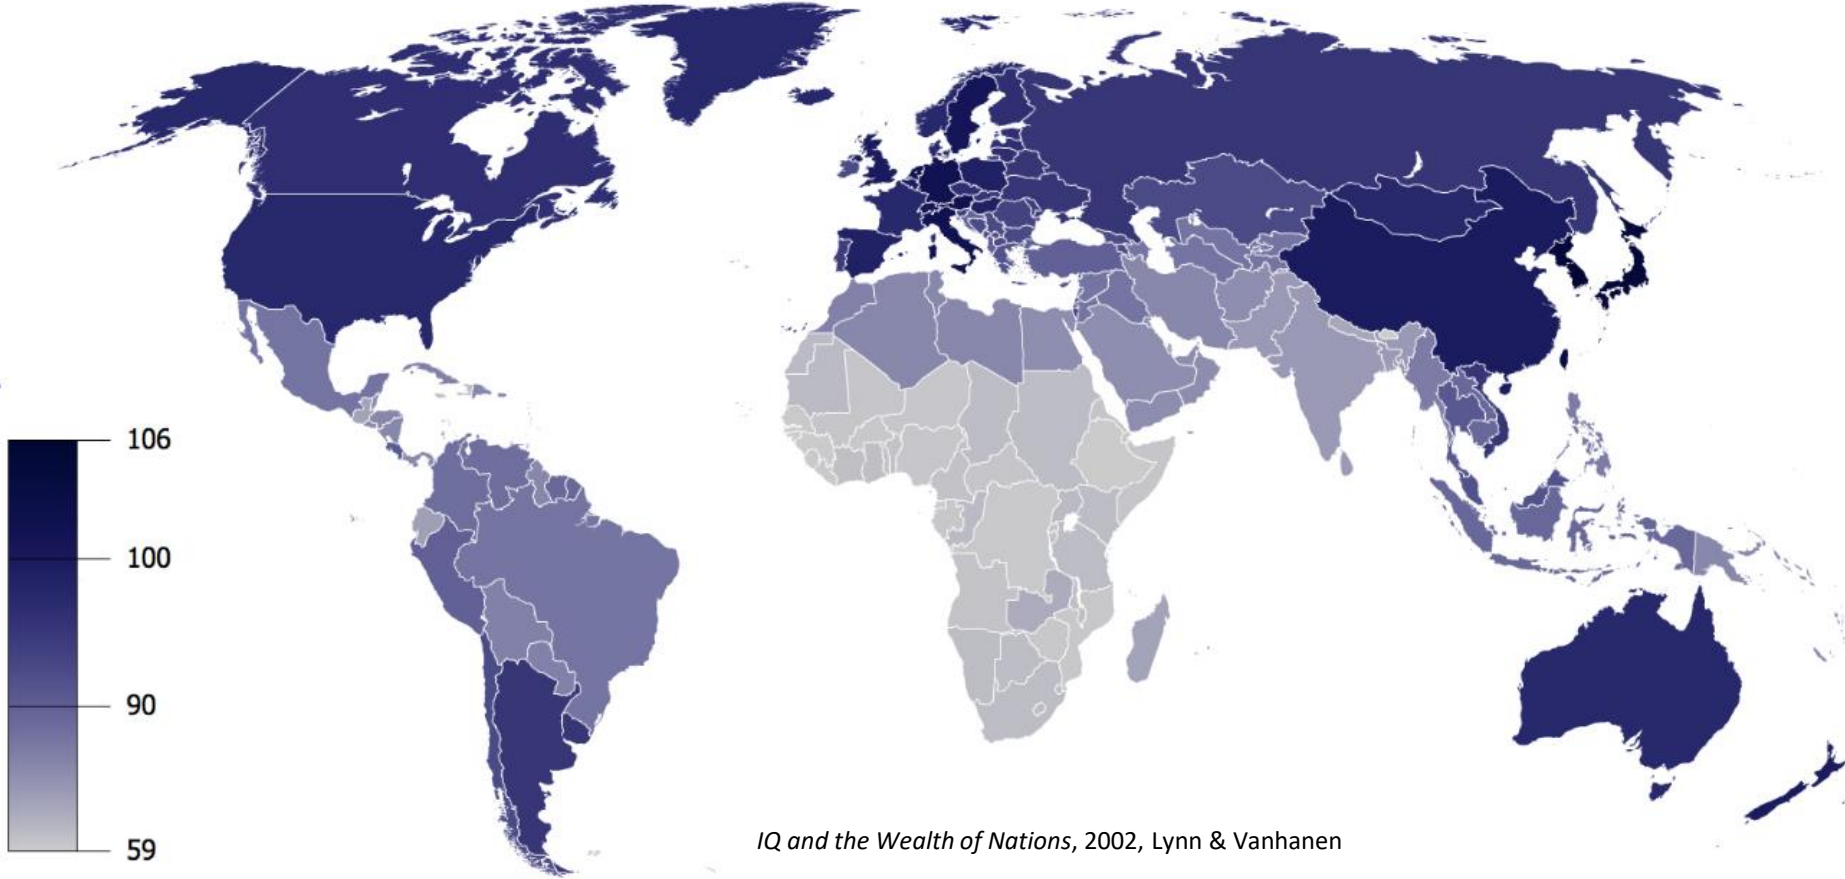 106
100
90
59
IQ and the Wealth of Nations, 2002, Lynn & Vanhanen